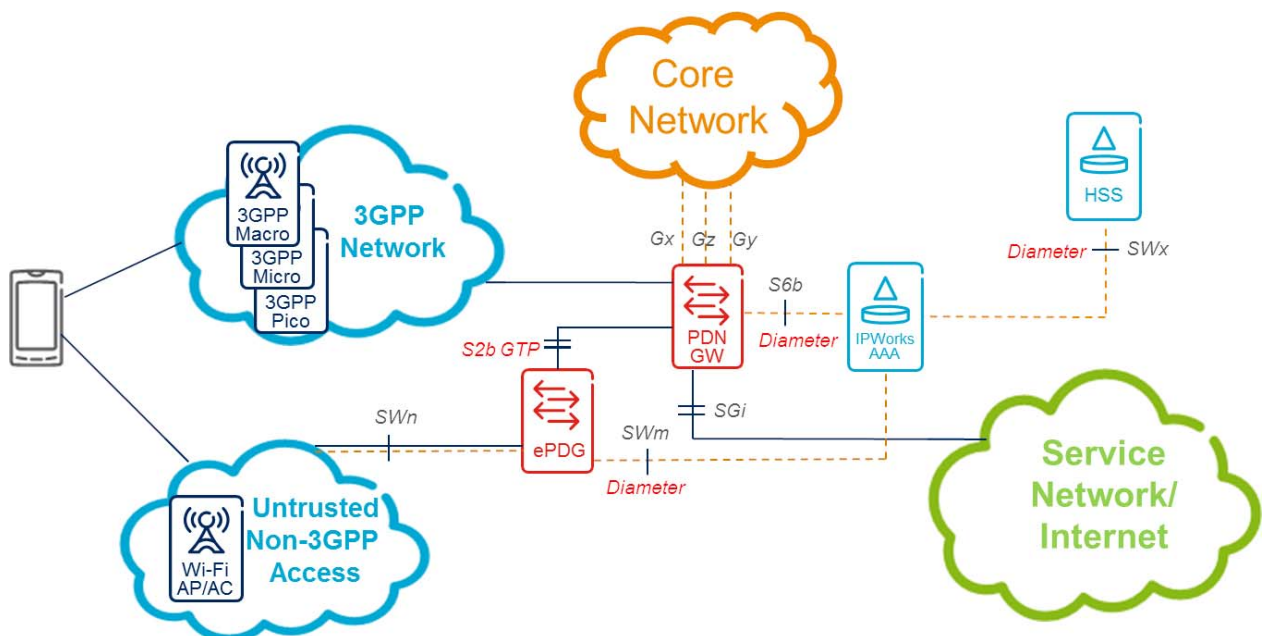 Core
Network
HSS
3GPP
Macro
3GPP
Micro
3GPP
Pico
3GPP
Network
Gx
Gz
Gy
Diameter
SWx
S6b
Diameter
PDN
GW
IPWorks
AAA
S2b GTP
SWn
ePDG
SWm
Diameter
SGi
Untrusted
Non-3GPP
Access
Wi-Fi
AP/AC
Service
Network/
Internet